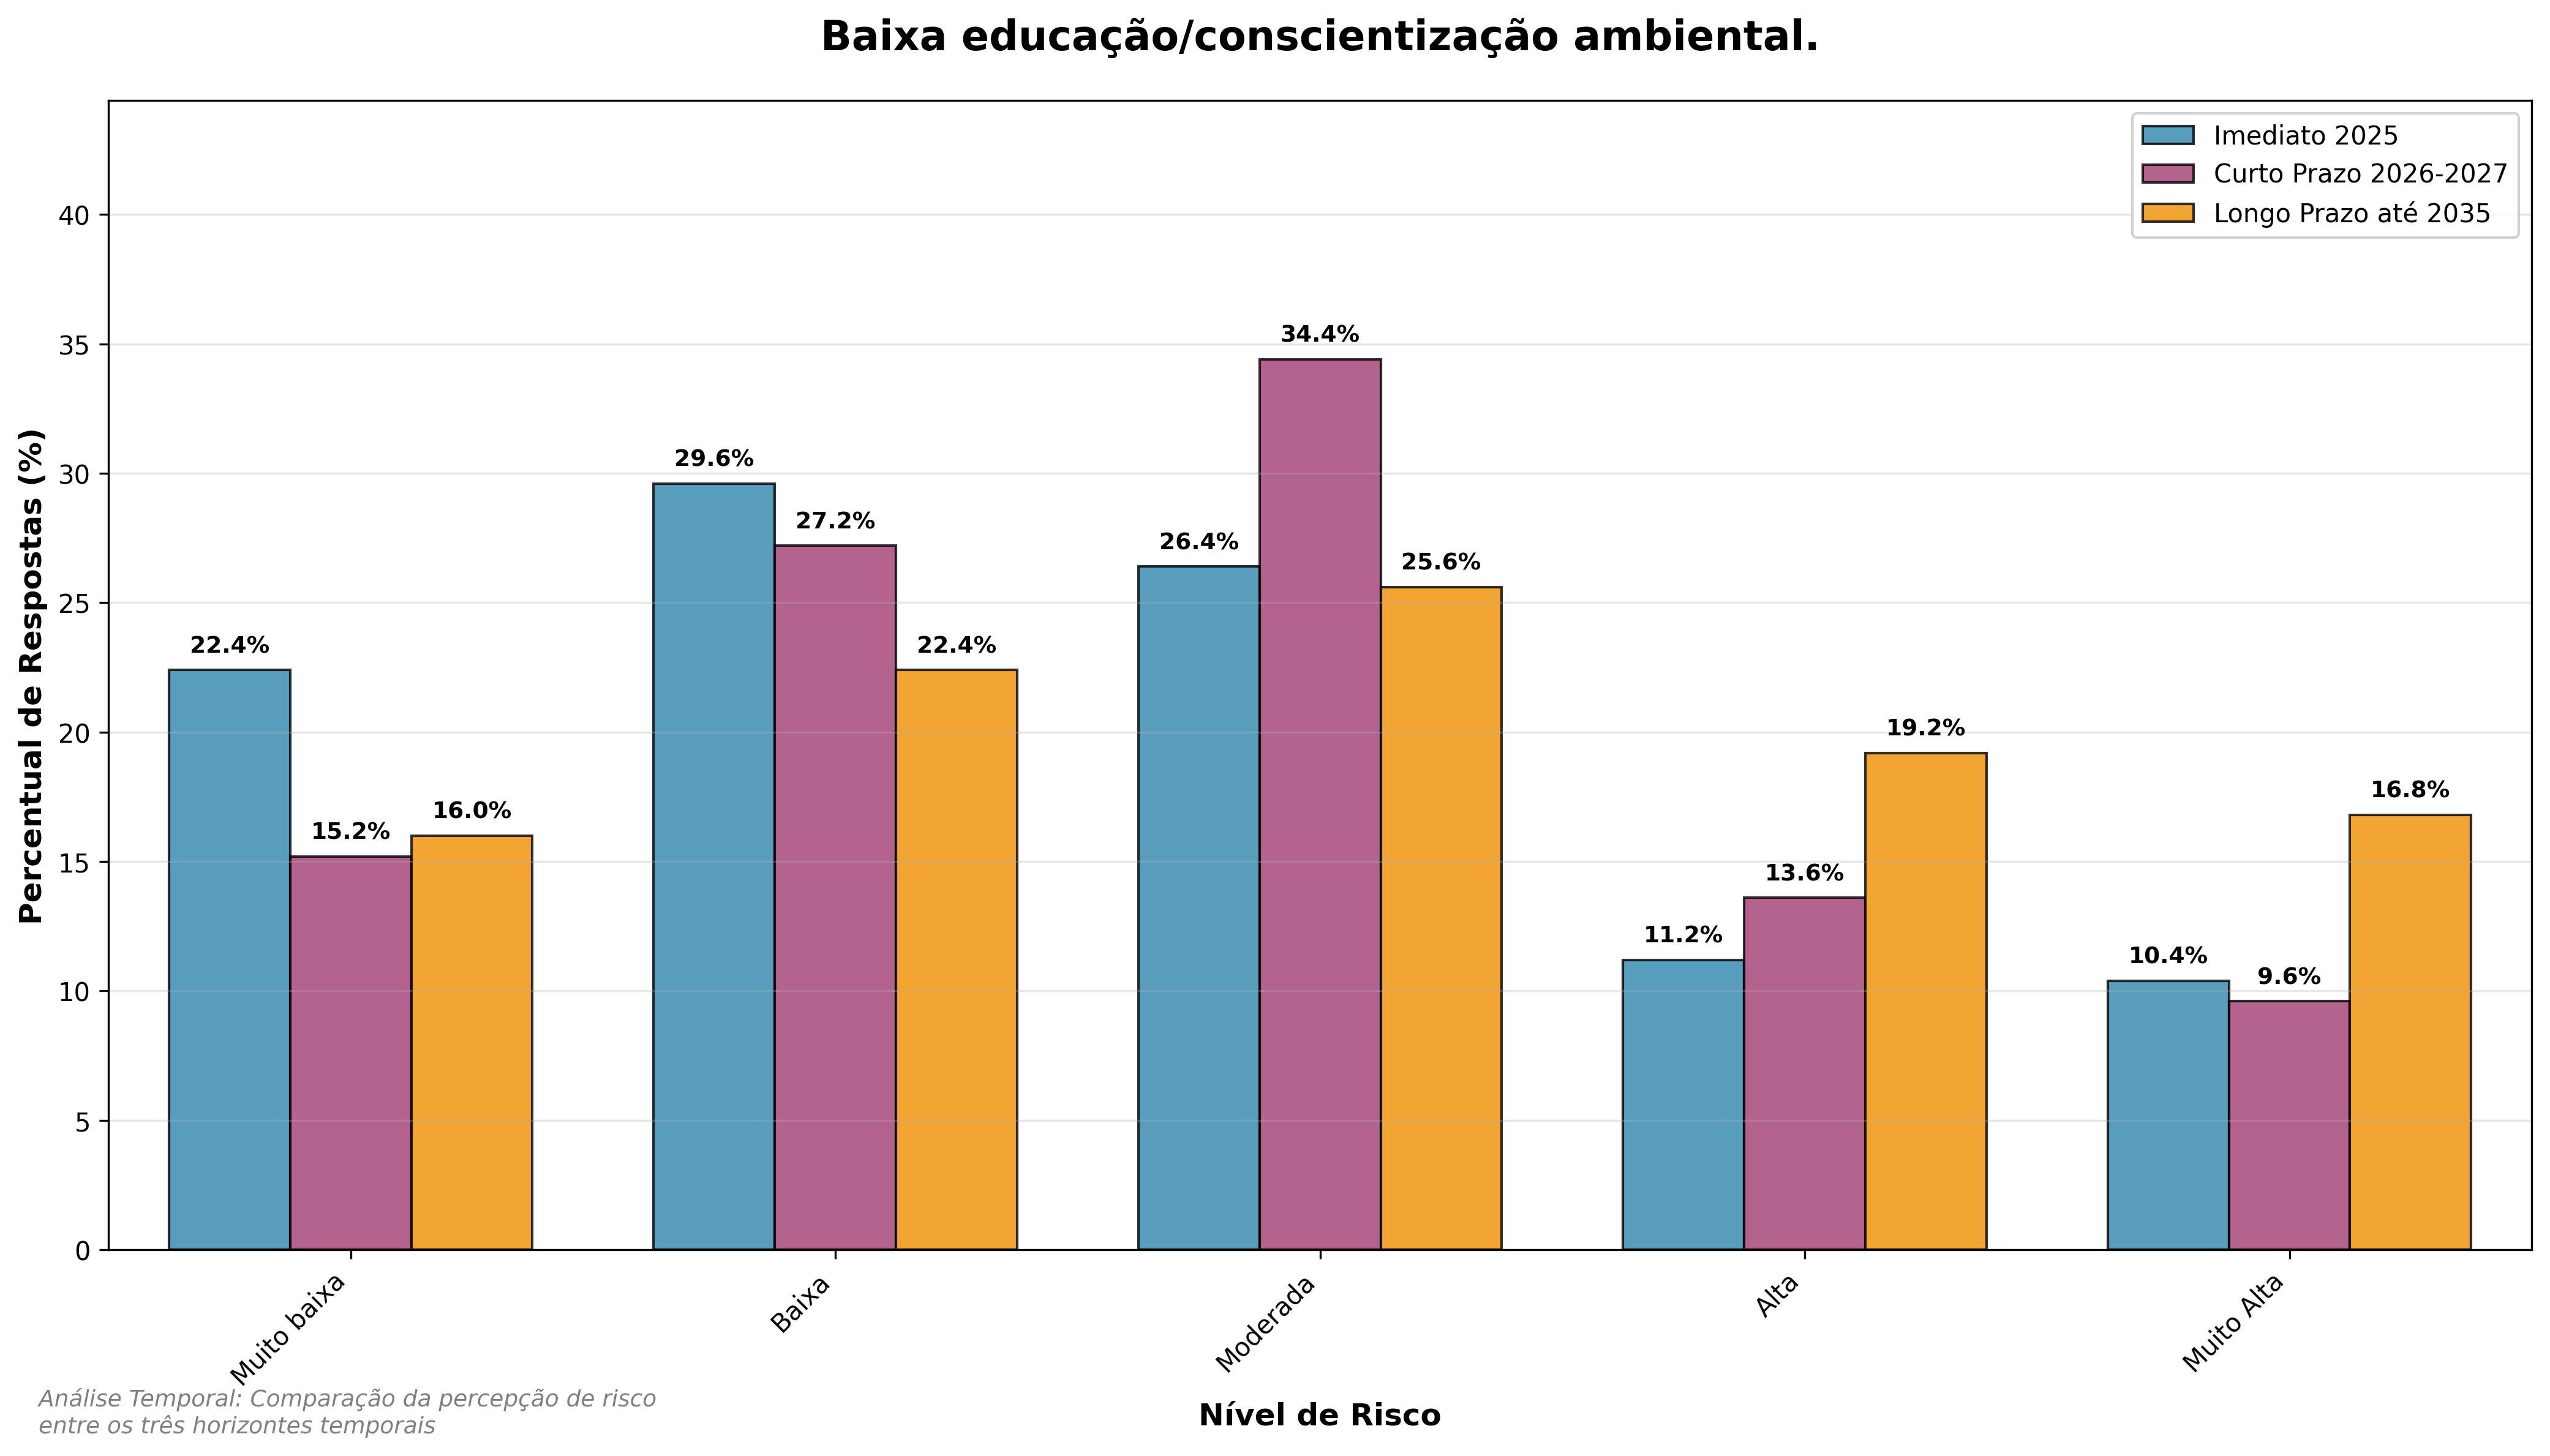 Baixa educação/conscientização ambiental.
Imediato 2025
Curto Prazo 2026-2027
Longo Prazo até 2035
Percentual de Respostas (%)
40
35
30
25
20
15
10
5
0
22.4%
15.2%
16.0%
29.6%
27.2%
22.4%
26.4%
34.4%
25.6%
11.2%
13.6%
19.2%
10.4%
9.6%
16.8%
Muito baixa
Baixa
Moderada
Alta
Muito Alta
Nível de Risco
Análise Temporal: Comparação da percepção de risco
entre os três horizontes temporais